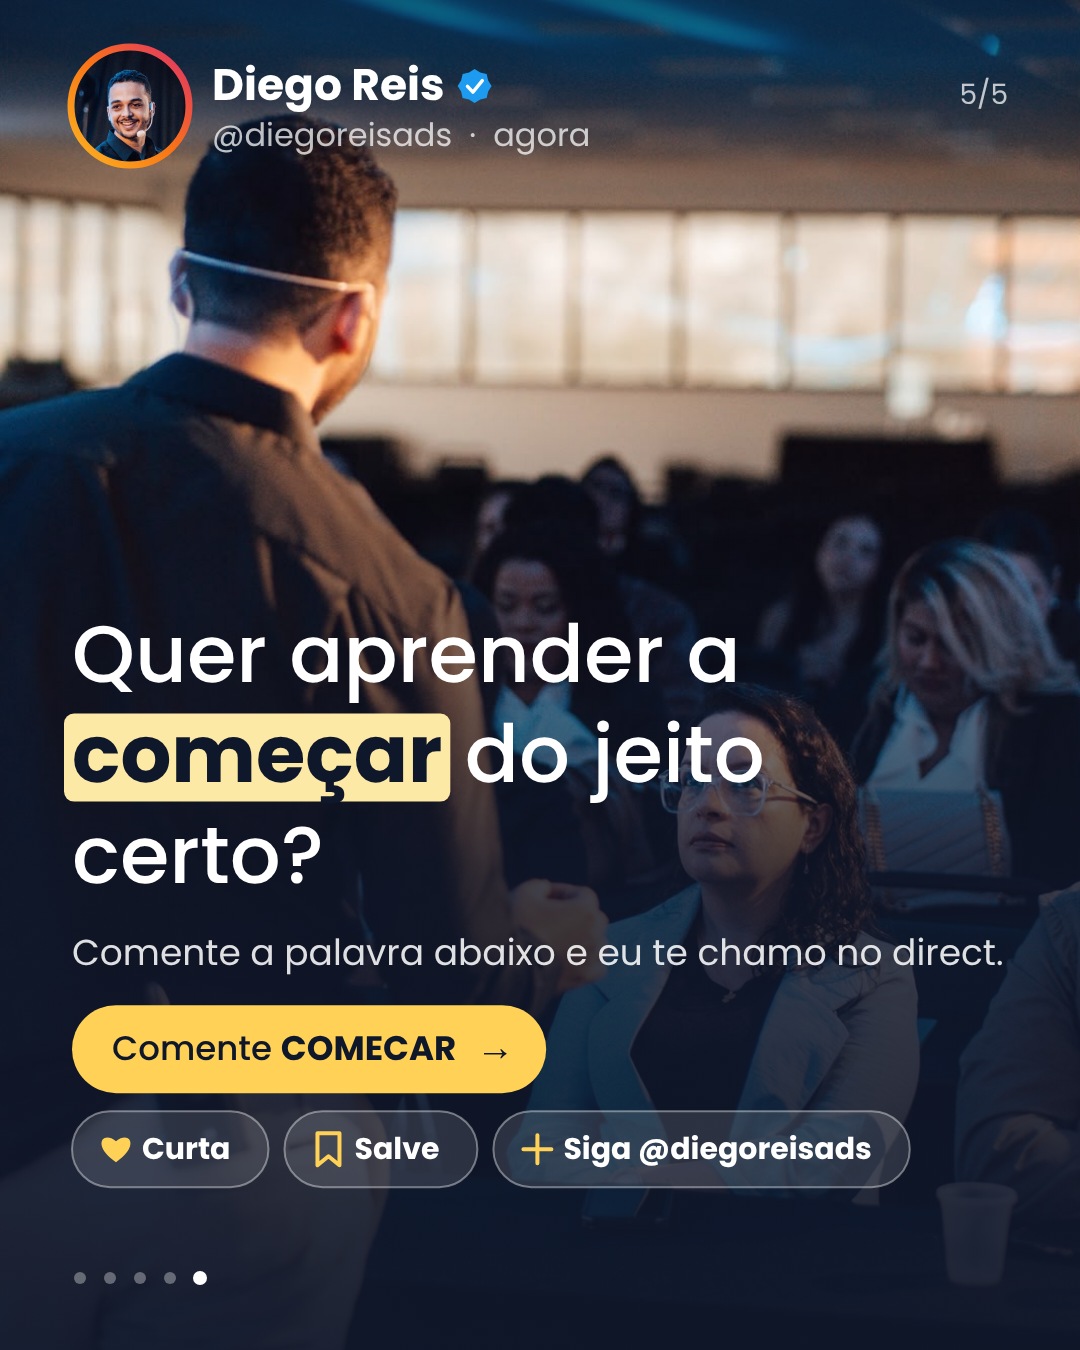 Diego Reis
@diegoreisads · agora
5/5
Quer aprender a
começar do jeito
certo?
Comente a palavra abaixo e eu te chamo no direct.
Comente COMECAR →
Curta
Salve
Siga @diegoreisads